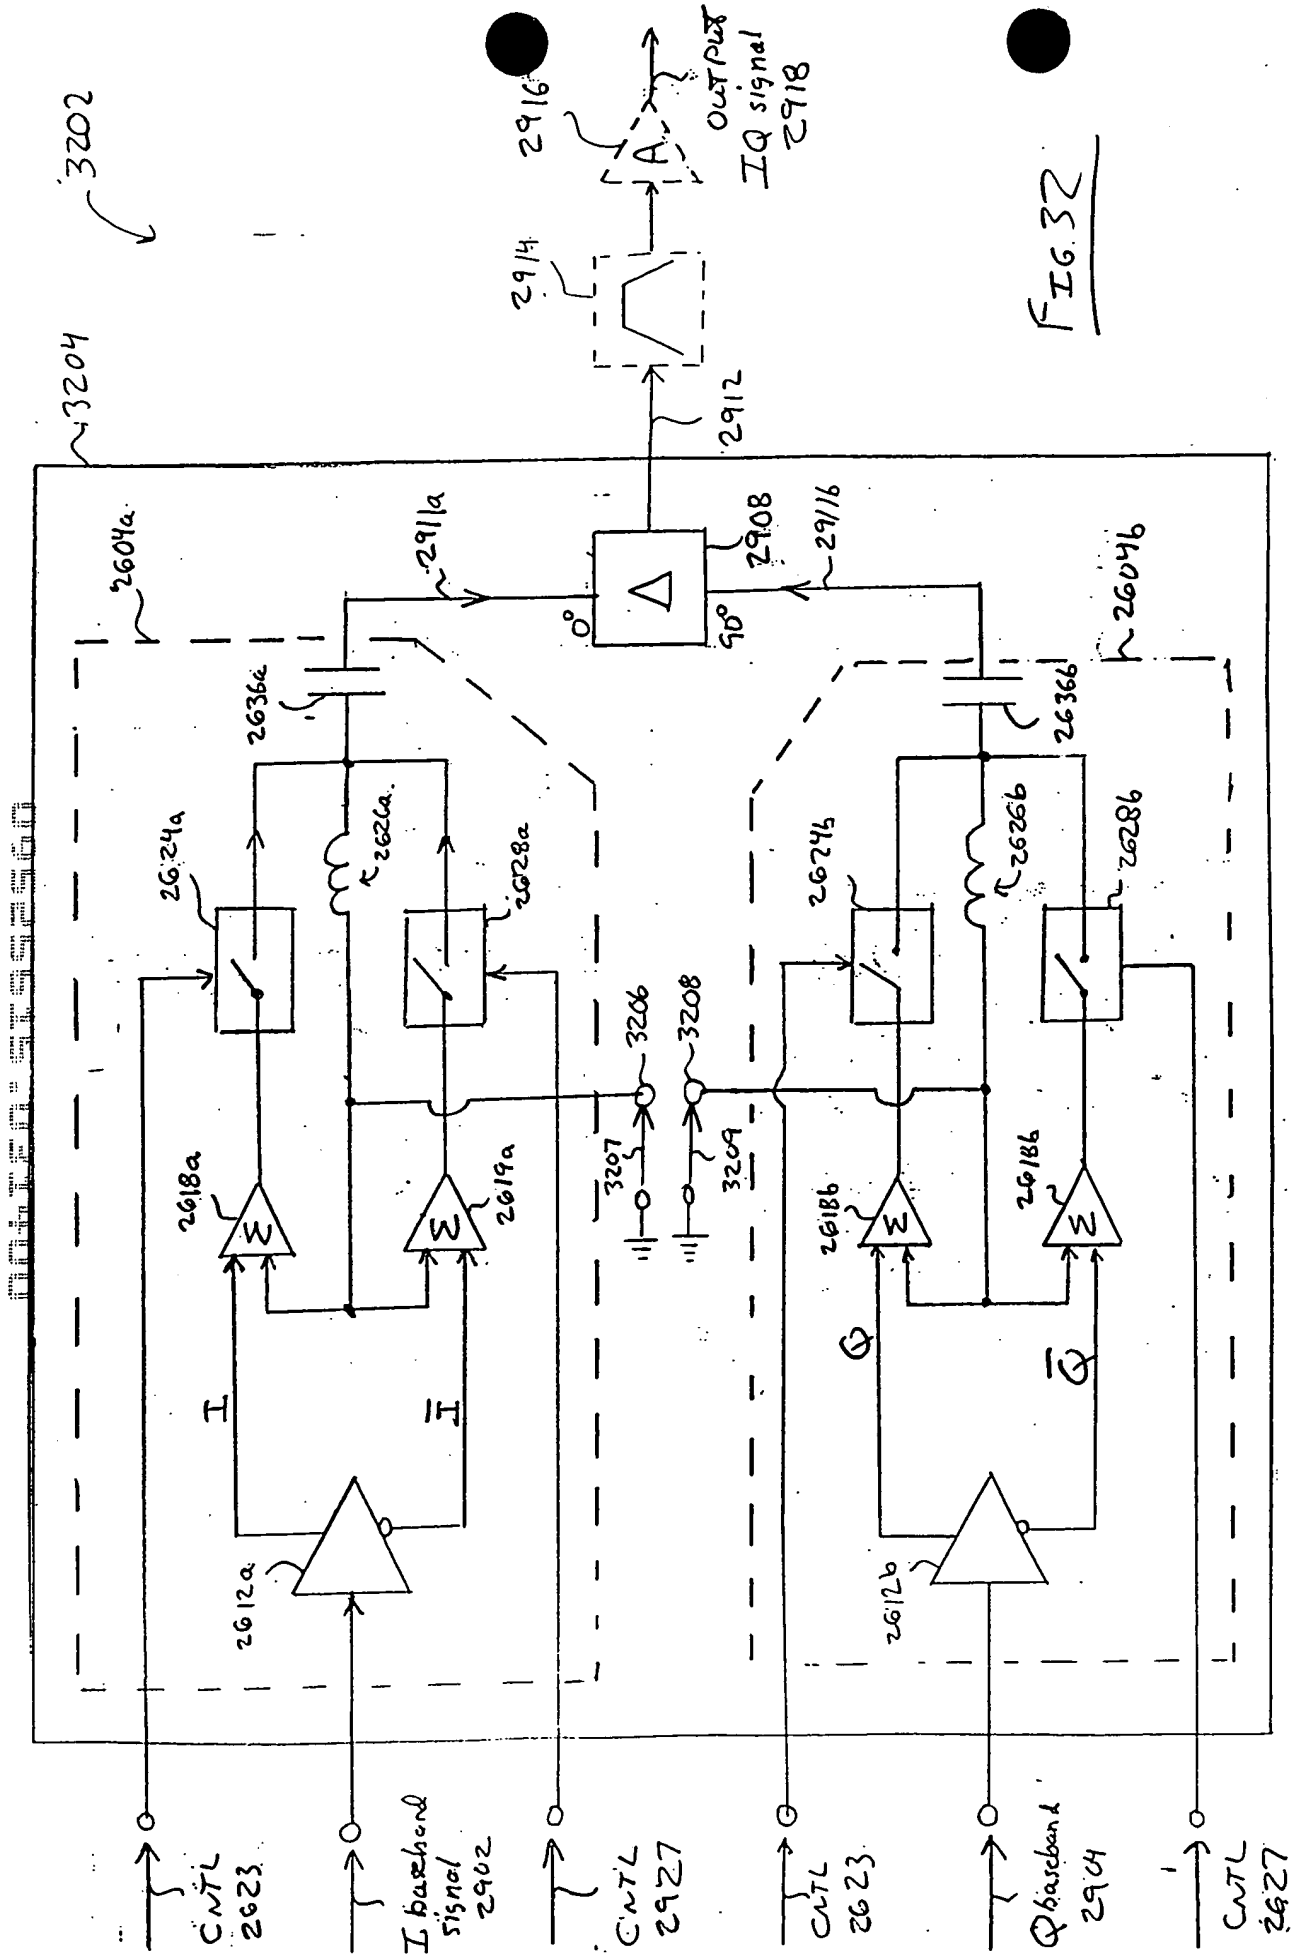 3202
3204
2604a
2618a
2624a
2636a
2911a
I
2612a
2626a
Ī
2619a
2628a
0°
2908
Δ
90°
2912
2914
2916
A
OUTPUT
IQ signal
2918
3207
3206
3209
3208
2911b
2604b
Q
2618b
2624b
2636b
2612b
2626b
Q̅
2618b
2628b
Σ
Σ
Σ
Σ
CNTL
2623
I baseband
signal
2902
CNTL
2927
CNTL
2623
Q baseband
2904
CNTL
2627
FIG. 32